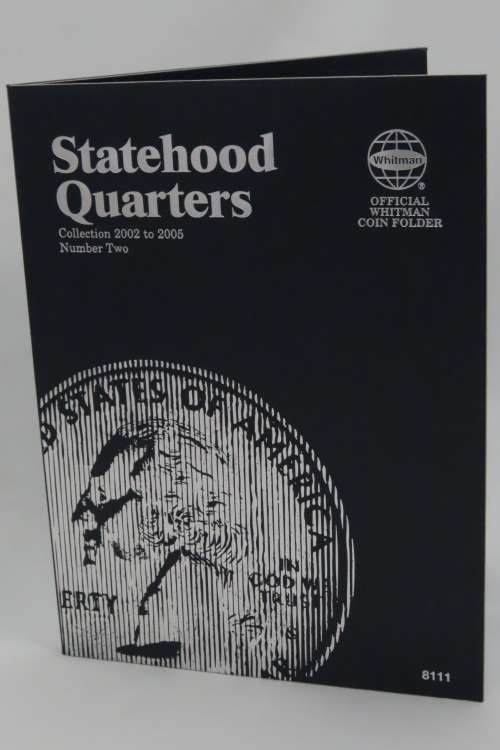 Statehood
Quarters
Collection 2002 to 2005
Number Two
Whitman
®
OFFICIAL
WHITMAN
COIN FOLDER
D STATES OF AMERICA
IN
GOD WE
TRUST
ERTY
S
8111